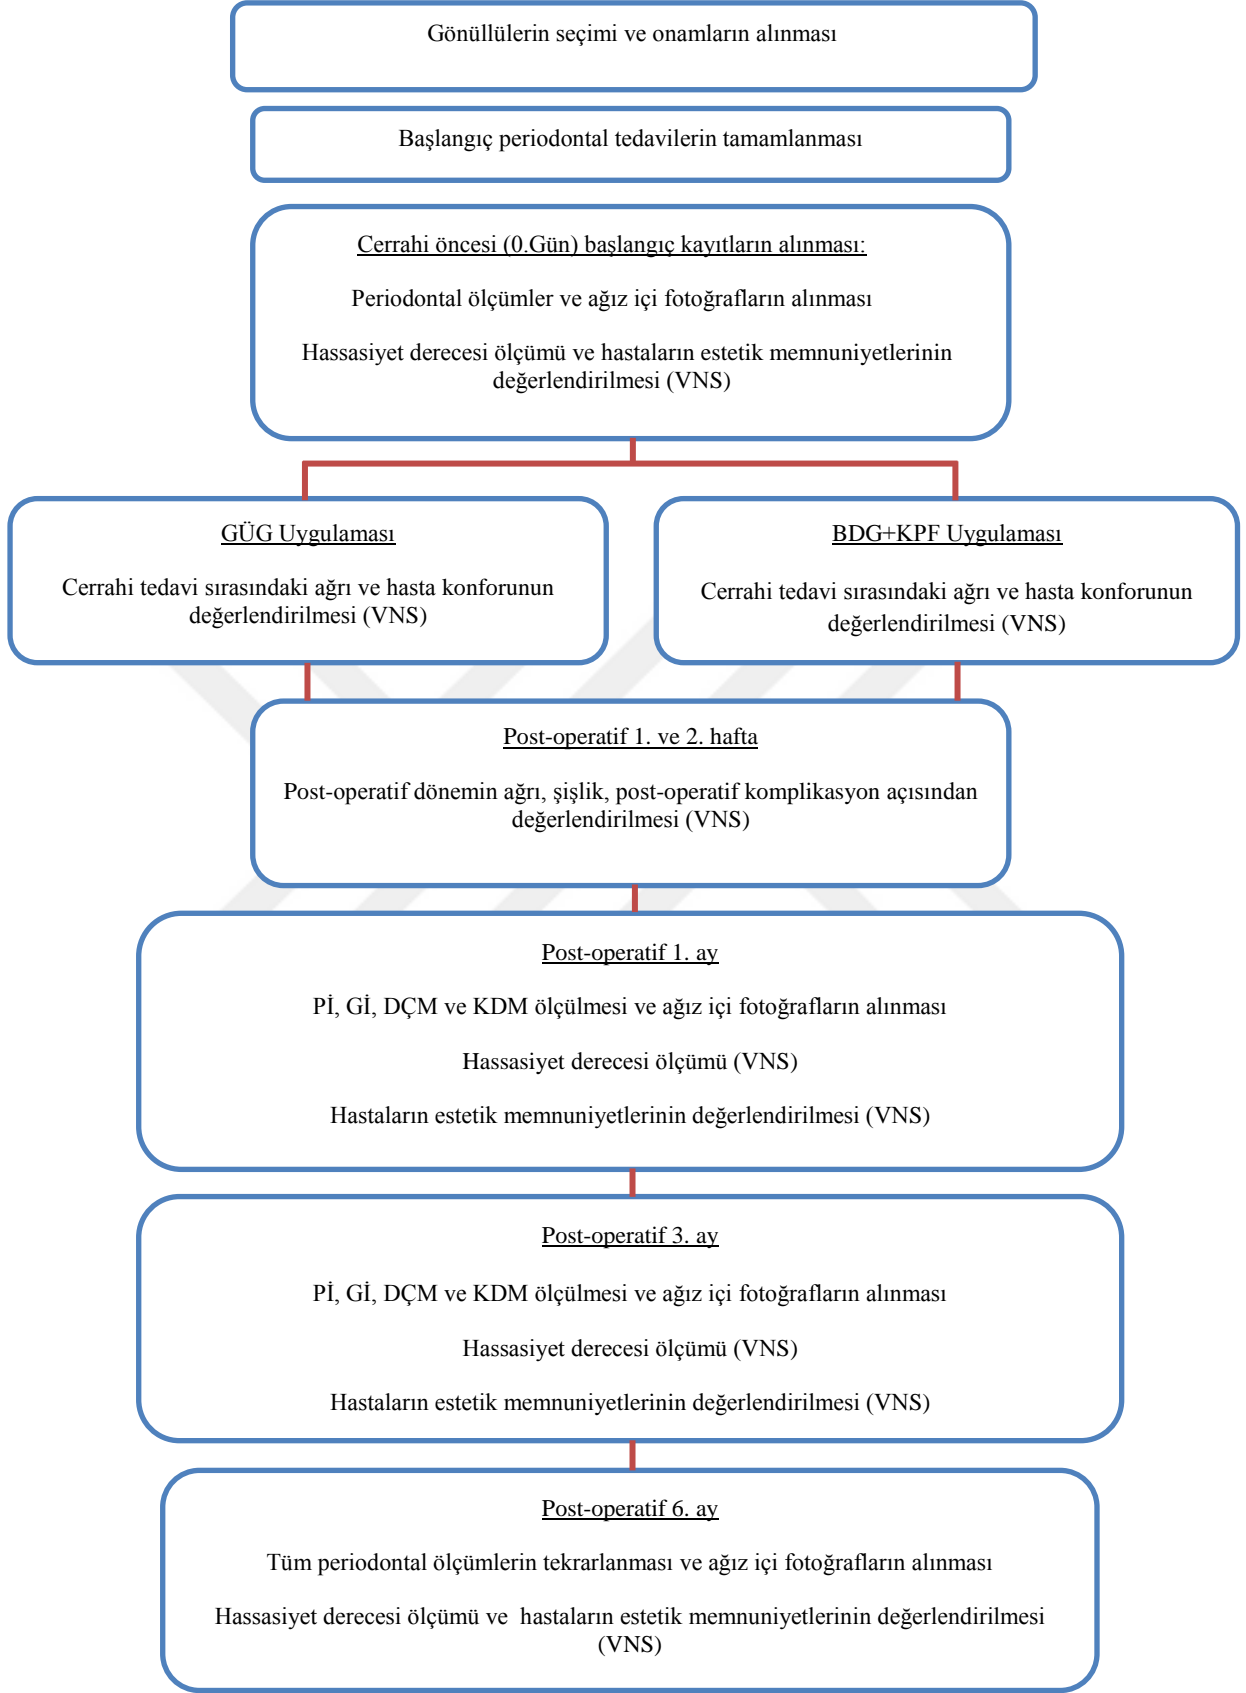 Gönüllülerin seçimi ve onamların alınması
Başlangıç periodontal tedavilerin tamamlanması
Cerrahi öncesi (0.Gün) başlangıç kayıtların alınması:
Periodontal ölçümler ve ağız içi fotoğrafların alınması
Hassasiyet derecesi ölçümü ve hastaların estetik memnuniyetlerinin
değerlendirilmesi (VNS)
GÜG Uygulaması
Cerrahi tedavi sırasındaki ağrı ve hasta konforunun
değerlendirilmesi (VNS)
BDG+KPF Uygulaması
Cerrahi tedavi sırasındaki ağrı ve hasta konforunun
değerlendirilmesi (VNS)
Post-operatif 1. ve 2. hafta
Post-operatif dönemin ağrı, şişlik, post-operatif komplikasyon açısından
değerlendirilmesi (VNS)
Post-operatif 1. ay
Pİ, Gİ, DÇM ve KDM ölçülmesi ve ağız içi fotoğrafların alınması
Hassasiyet derecesi ölçümü (VNS)
Hastaların estetik memnuniyetlerinin değerlendirilmesi (VNS)
Post-operatif 3. ay
Pİ, Gİ, DÇM ve KDM ölçülmesi ve ağız içi fotoğrafların alınması
Hassasiyet derecesi ölçümü (VNS)
Hastaların estetik memnuniyetlerinin değerlendirilmesi (VNS)
Post-operatif 6. ay
Tüm periodontal ölçümlerin tekrarlanması ve ağız içi fotoğrafların alınması
Hassasiyet derecesi ölçümü ve  hastaların estetik memnuniyetlerinin değerlendirilmesi
(VNS)